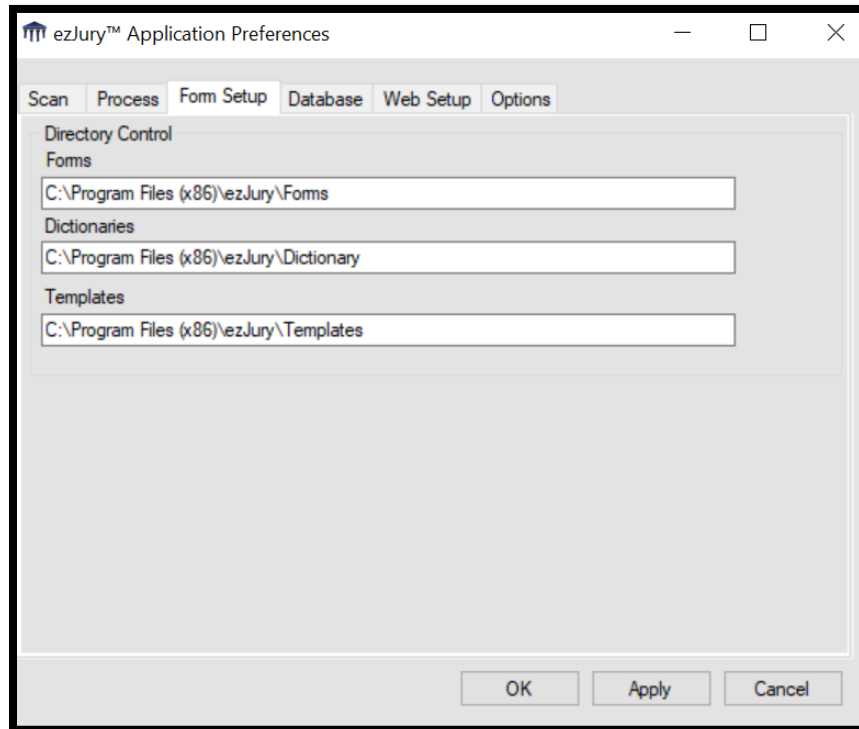 ezJury™ Application Preferences
Scan Process Form Setup Database Web Setup Options
Directory Control
Forms
C:\Program Files (x86)\ezJury\Forms
Dictionaries
C:\Program Files (x86)\ezJury\Dictionary
Templates
C:\Program Files (x86)\ezJury\Templates
OK Apply Cancel